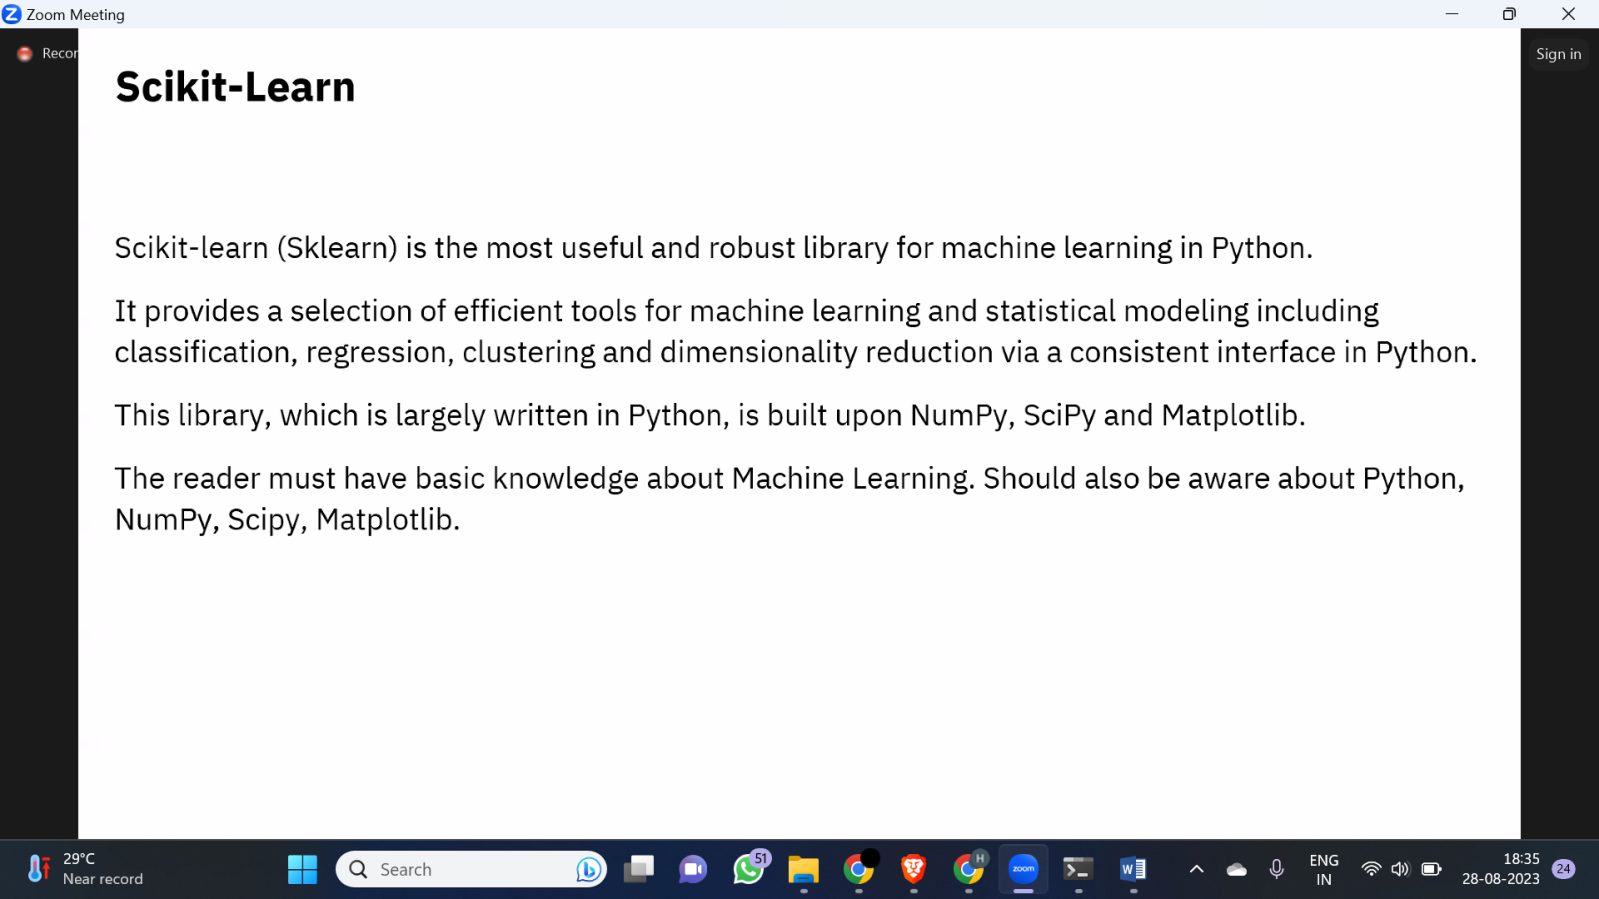 Zoom Meeting
Recor
Sign in
Scikit-Learn
Scikit-learn (Sklearn) is the most useful and robust library for machine learning in Python.
It provides a selection of efficient tools for machine learning and statistical modeling including
classification, regression, clustering and dimensionality reduction via a consistent interface in Python.
This library, which is largely written in Python, is built upon NumPy, SciPy and Matplotlib.
The reader must have basic knowledge about Machine Learning. Should also be aware about Python,
NumPy, Scipy, Matplotlib.
29°C
Near record
Search
51
H
zoom
ENG
IN
18:35
28-08-2023
24